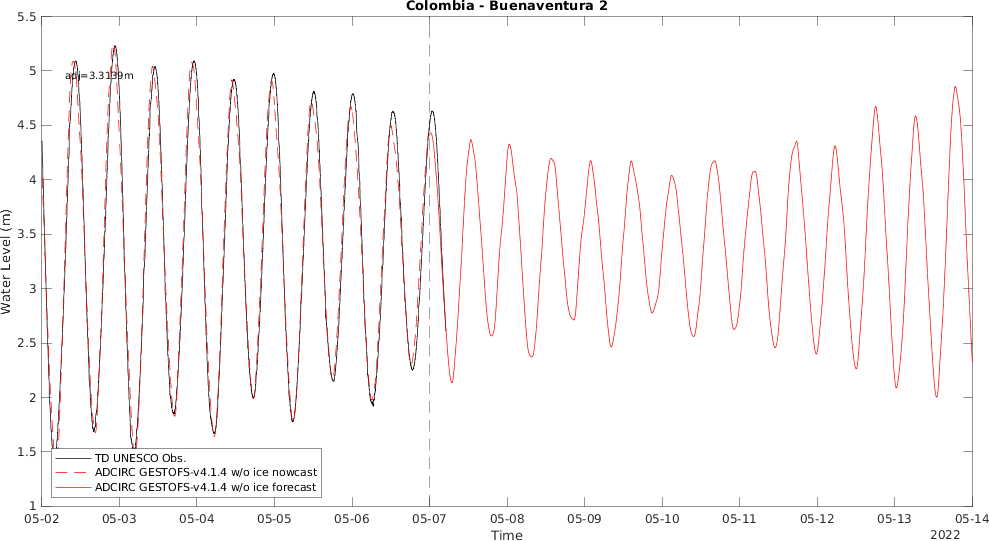 Colombia - Buenaventura 2
5.5
5
4.5
4
3.5
3
2.5
2
1.5
1
Water Level (m)
adj=3.3139m
TD UNESCO Obs.
ADCIRC GESTOFS-v4.1.4 w/o ice nowcast
ADCIRC GESTOFS-v4.1.4 w/o ice forecast
05-02 05-03 05-04 05-05 05-06 05-07 05-08 05-09 05-10 05-11 05-12 05-13 05-14
Time
2022